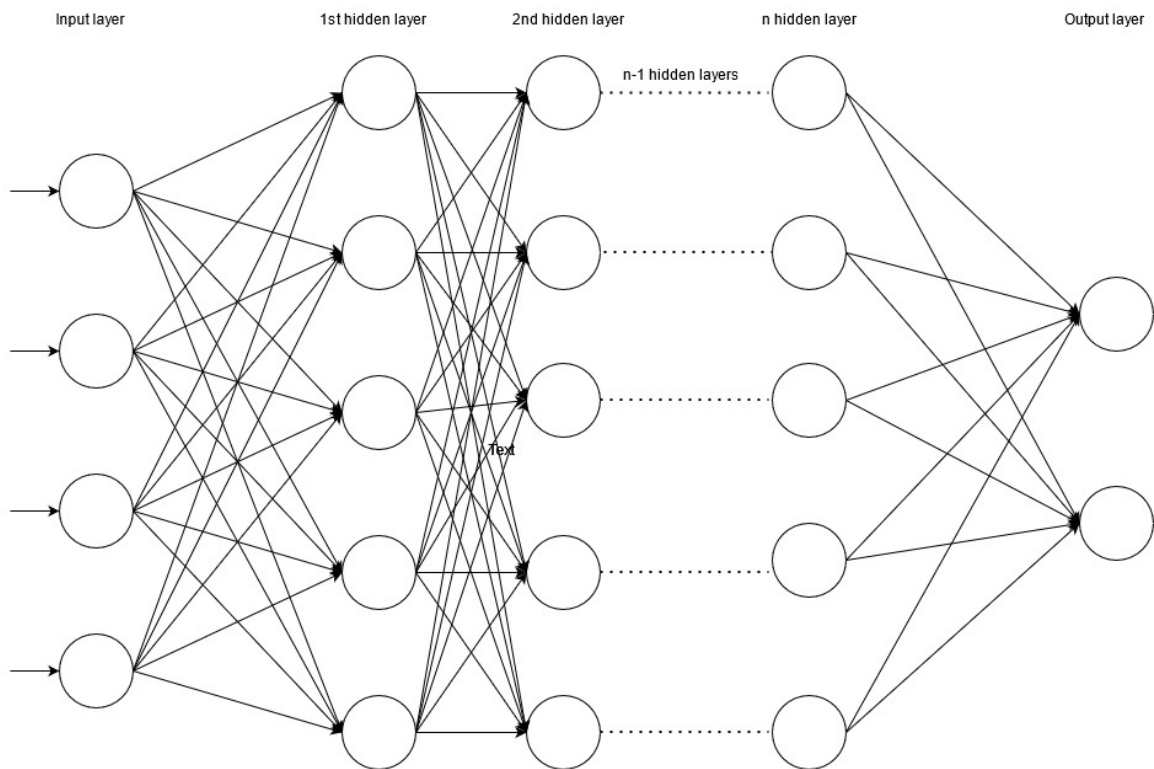 Input layer
1st hidden layer
2nd hidden layer
n hidden layer
Output layer
n-1 hidden layers
Text